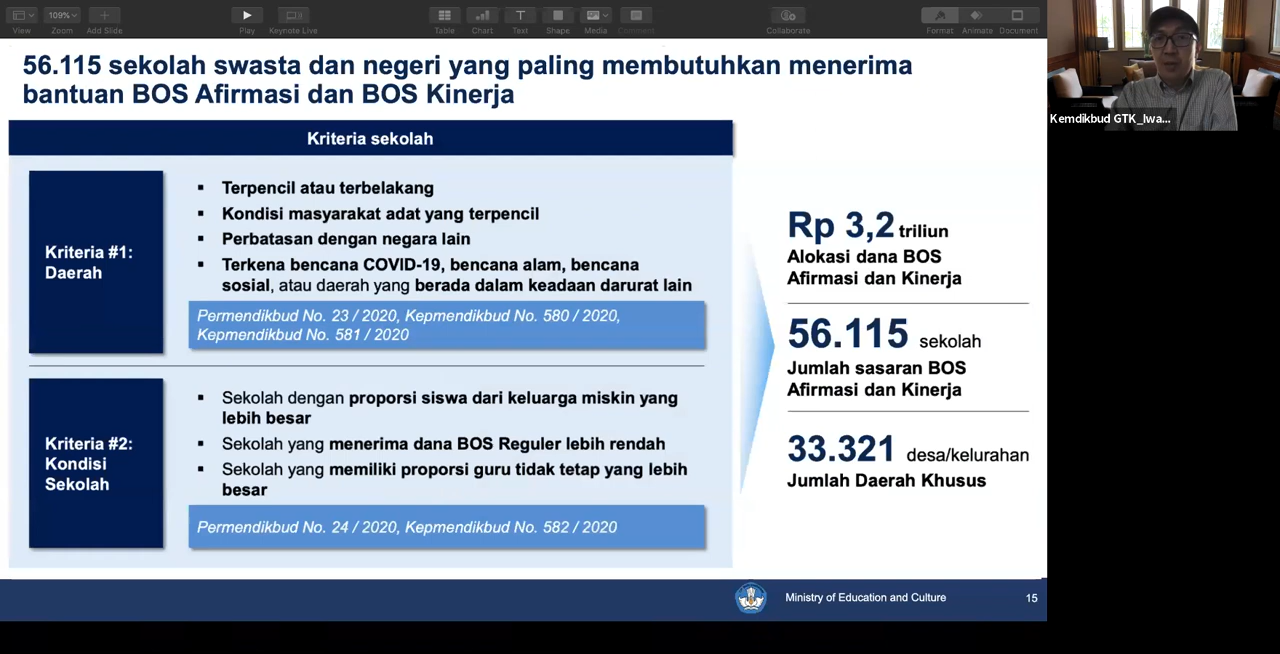 View
109%
Zoom
Add Slide
Play
Keynote Live
Table
Chart
Text
Shape
Media
Comment
Collaborate
Format
Animate
Document
56.115 sekolah swasta dan negeri yang paling membutuhkan menerima
bantuan BOS Afirmasi dan BOS Kinerja
Kriteria sekolah
Kriteria #1:
Daerah
▪ Terpencil atau terbelakang
▪ Kondisi masyarakat adat yang terpencil
▪ Perbatasan dengan negara lain
▪ Terkena bencana COVID-19, bencana alam, bencana
sosial, atau daerah yang berada dalam keadaan darurat lain
Permendikbud No. 23 / 2020, Kepmendikbud No. 580 / 2020,
Kepmendikbud No. 581 / 2020
Kriteria #2:
Kondisi
Sekolah
▪ Sekolah dengan proporsi siswa dari keluarga miskin yang
lebih besar
▪ Sekolah yang menerima dana BOS Reguler lebih rendah
▪ Sekolah yang memiliki proporsi guru tidak tetap yang lebih
besar
Permendikbud No. 24 / 2020, Kepmendikbud No. 582 / 2020
Rp 3,2 triliun
Alokasi dana BOS
Afirmasi dan Kinerja
56.115 sekolah
Jumlah sasaran BOS
Afirmasi dan Kinerja
33.321 desa/kelurahan
Jumlah Daerah Khusus
Ministry of Education and Culture
15
Kemdikbud GTK_Iwa...